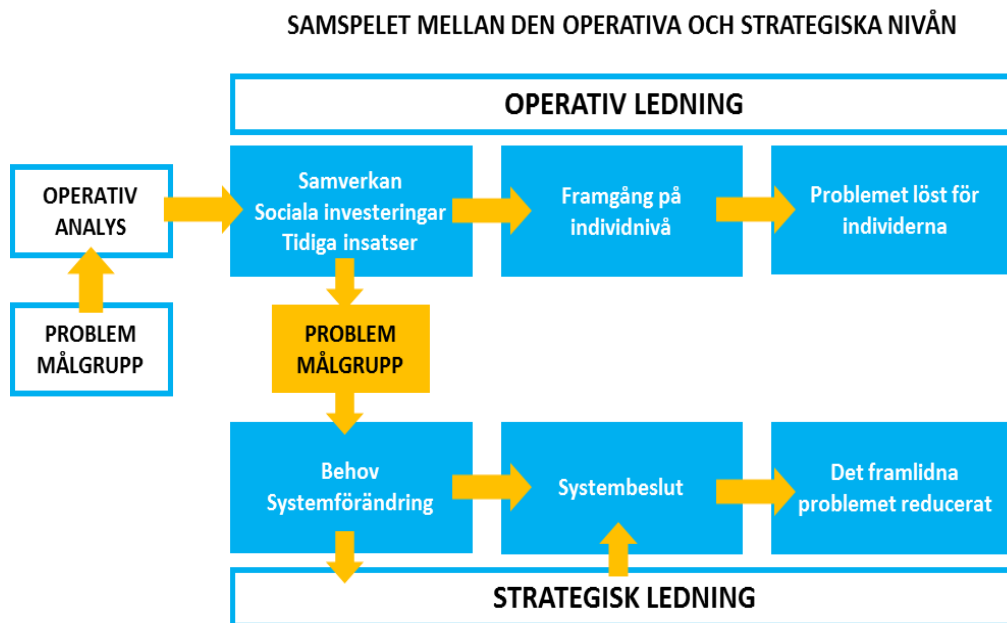 SAMSPELET MELLAN DEN OPERATIVA OCH STRATEGISKA NIVÅN
OPERATIV LEDNING
OPERATIV
ANALYS
Samverkan
Sociala investeringar
Tidiga insatser
Framgång på
individnivå
Problemet löst för
individerna
PROBLEM
MÅLGRUPP
PROBLEM
MÅLGRUPP
Behov
Systemförändring
Systembeslut
Det framlidna
problemet reducerat
STRATEGISK LEDNING